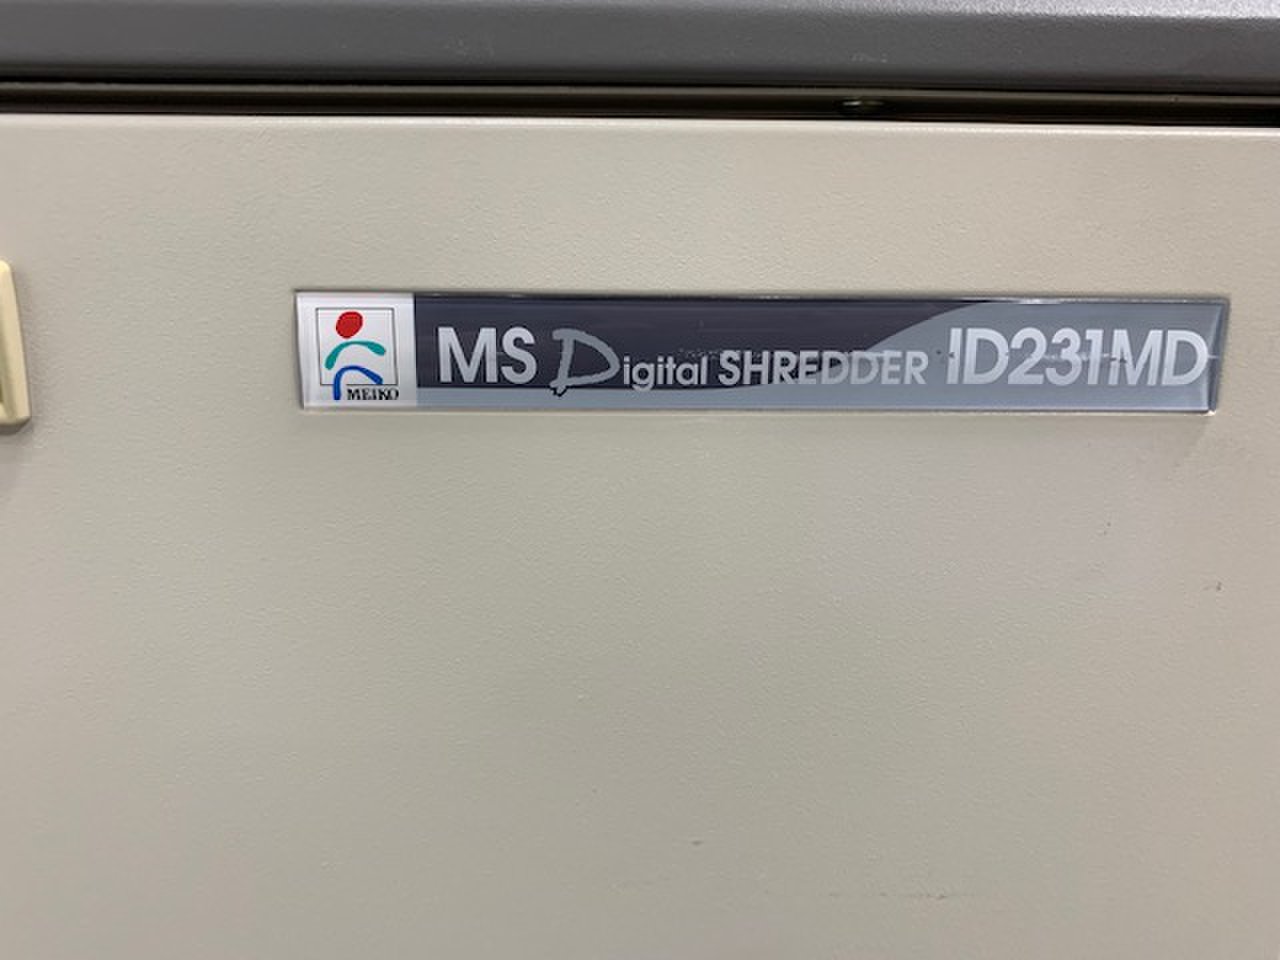 MEIKO
MS Digital SHREDDER ID231MD